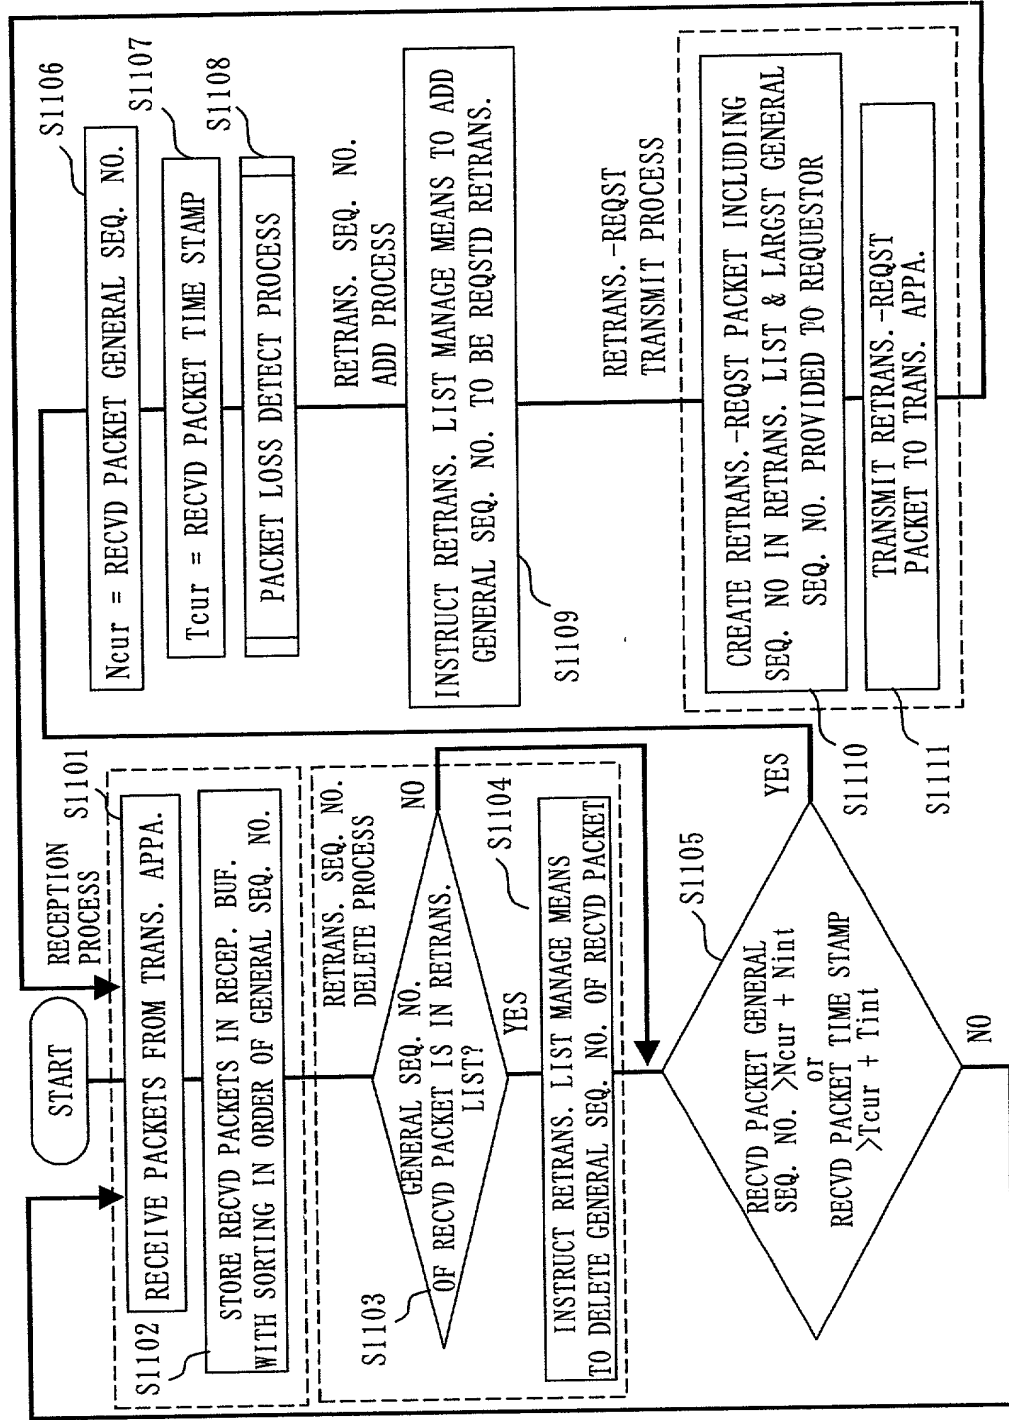 START
RECEPTION
PROCESS
S1101
RECEIVE PACKETS FROM TRANS. APPA.
S1102
STORE RECVD PACKETS IN RECEP. BUF.
WITH SORTING IN ORDER OF GENERAL SEQ. NO.
RETRANS. SEQ. NO.
DELETE PROCESS
S1103
GENERAL SEQ. NO.
OF RECVD PACKET IS IN RETRANS.
LIST?
NO
YES
S1104
INSTRUCT RETRANS. LIST MANAGE MEANS
TO DELETE GENERAL SEQ. NO. OF RECVD PACKET
S1105
RECVD PACKET GENERAL
SEQ. NO. >Ncur + Nint
or
RECVD PACKET TIME STAMP
>Tcur + Tint
YES
NO
S1106
Ncur = RECVD PACKET GENERAL SEQ. NO.
S1107
Tcur = RECVD PACKET TIME STAMP
S1108
PACKET LOSS DETECT PROCESS
RETRANS. SEQ. NO.
ADD PROCESS
INSTRUCT RETRANS. LIST MANAGE MEANS TO ADD
GENERAL SEQ. NO. TO BE REQSTD RETRANS.
S1109
RETRANS.-REQST
TRANSMIT PROCESS
CREATE RETRANS.-REQST PACKET INCLUDING
SEQ. NO IN RETRANS. LIST & LARGST GENERAL
SEQ. NO. PROVIDED TO REQUESTOR
S1110
TRANSMIT RETRANS.-REQST
PACKET TO TRANS. APPA.
S1111